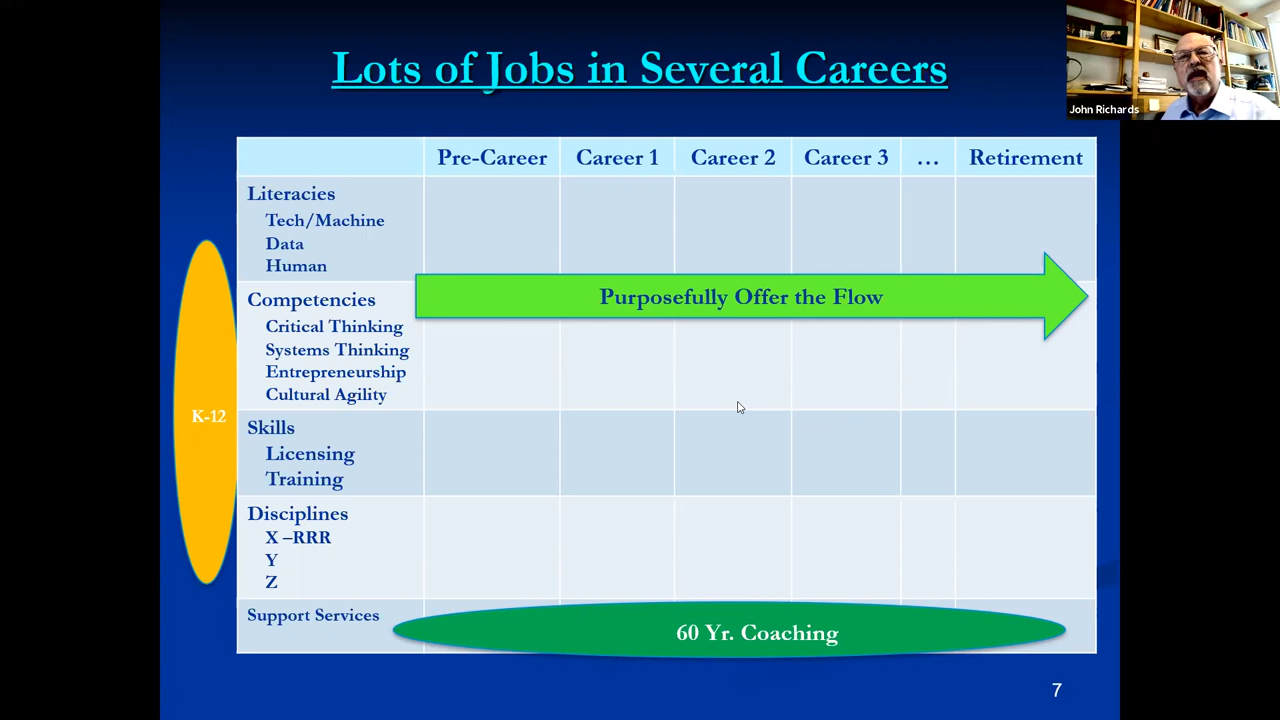 Lots of Jobs in Several Careers
John Richards
Pre-Career Career 1 Career 2 Career 3 … Retirement
Literacies
Tech/Machine
Data
Human
Purposefully Offer the Flow
Competencies
Critical Thinking
Systems Thinking
Entrepreneurship
Cultural Agility
K-12
Skills
Licensing
Training
Disciplines
X –RRR
Y
Z
Support Services
60 Yr. Coaching
7